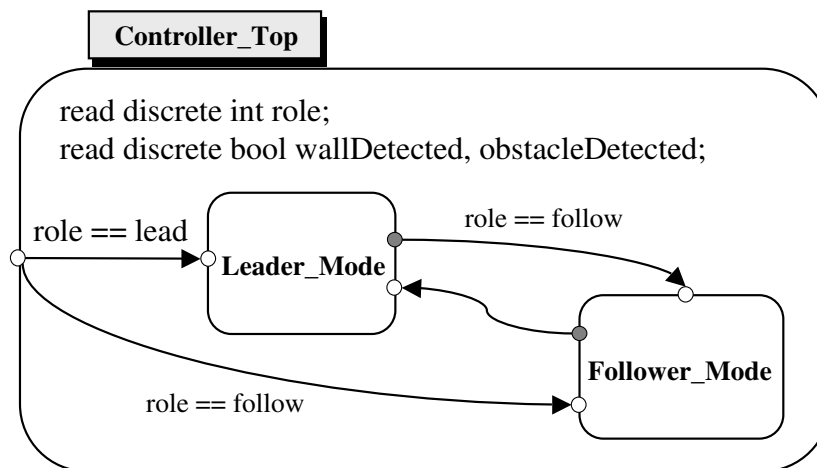 Controller_Top
read discrete int role;
read discrete bool wallDetected, obstacleDetected;
role == lead
role == follow
Leader_Mode
Follower_Mode
role == follow